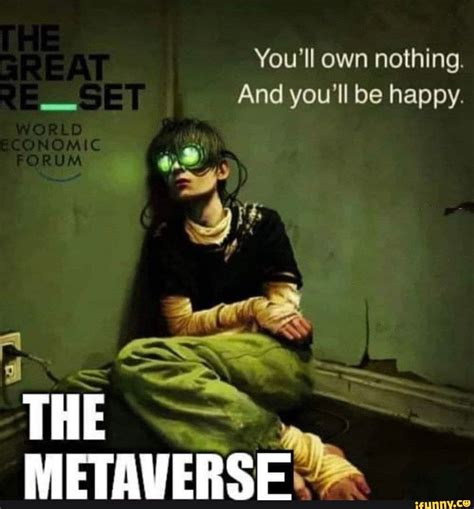 THE
GREAT
RE_SET
WORLD
ECONOMIC
FORUM
You'll own nothing.
And you'll be happy.
THE
METAVERSE
ifunny.co